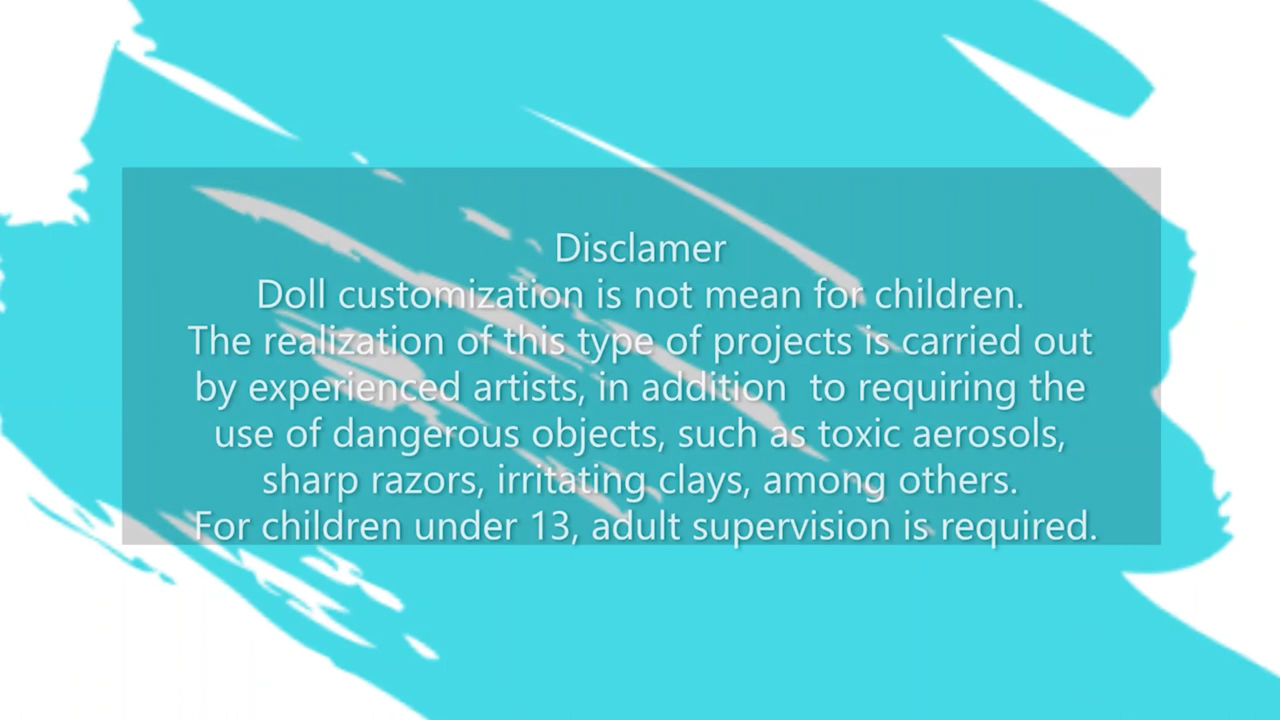 Disclamer
Doll customization is not mean for children.
The realization of this type of projects is carried out
by experienced artists, in addition  to requiring the
use of dangerous objects, such as toxic aerosols,
sharp razors, irritating clays, among others.
For children under 13, adult supervision is required.